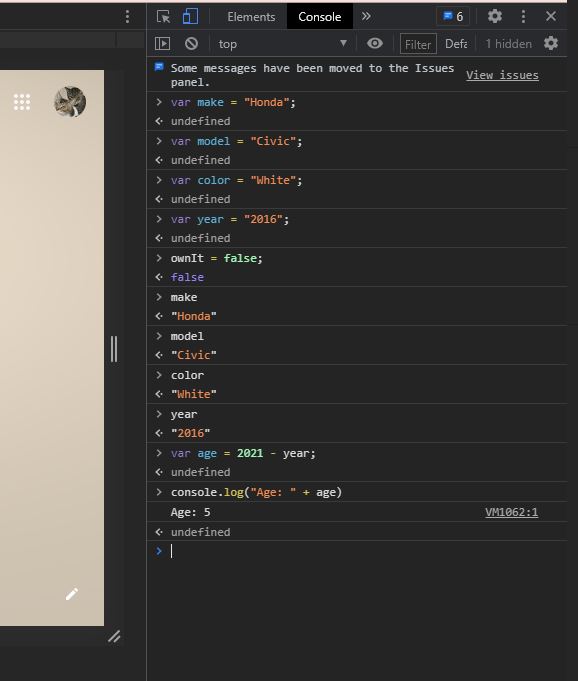 Elements Console » 6
top Filter Defa 1 hidden
Some messages have been moved to the Issues View issues
panel.
> var make = "Honda";
<· undefined
> var model = "Civic";
<· undefined
> var color = "White";
<· undefined
> var year = "2016";
<· undefined
> ownIt = false;
<· false
> make
<· "Honda"
> model
<· "Civic"
> color
<· "White"
> year
<· "2016"
> var age = 2021 - year;
<· undefined
> console.log("Age: " + age)
Age: 5 VM1062:1
<· undefined
>